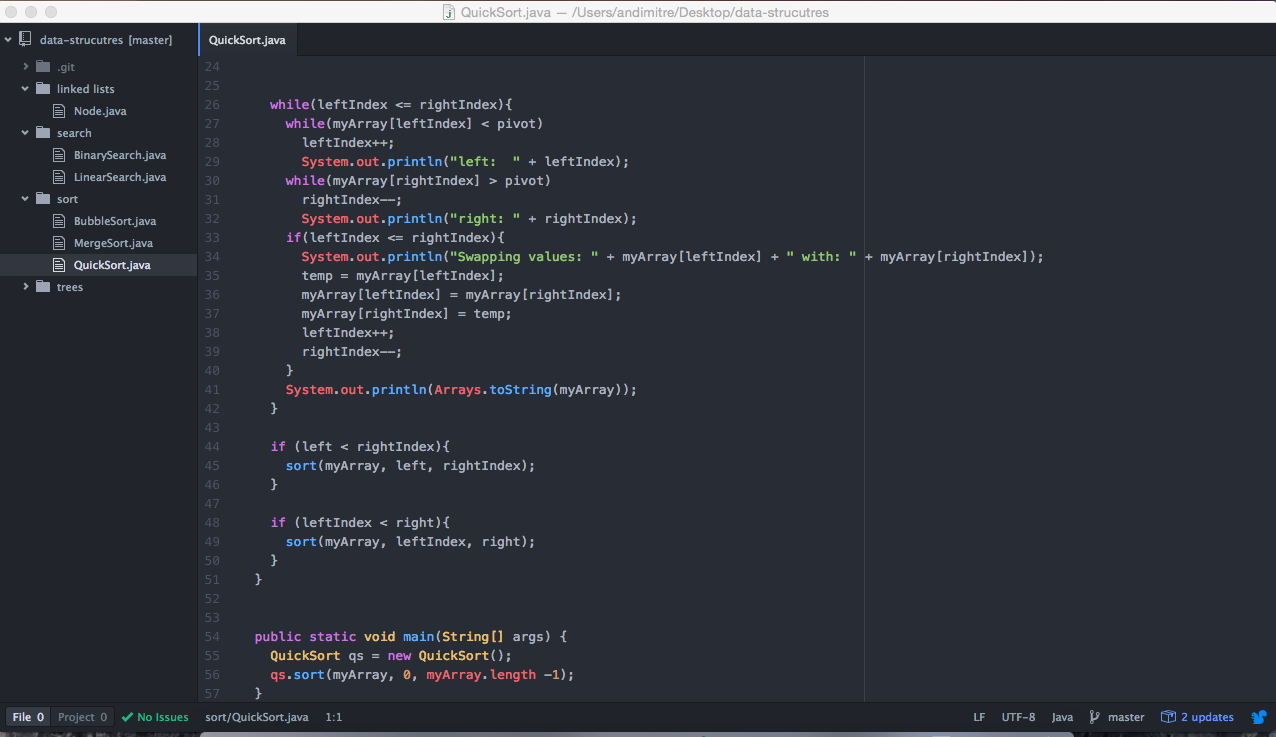 QuickSort.java — /Users/andimitre/Desktop/data-strucutres
data-strucutres [master]
.git
linked lists
Node.java
search
BinarySearch.java
LinearSearch.java
sort
BubbleSort.java
MergeSort.java
QuickSort.java
trees
QuickSort.java
24
25
26 while(leftIndex <= rightIndex){
27 while(myArray[leftIndex] < pivot)
28 leftIndex++;
29 System.out.println("left:  " + leftIndex);
30 while(myArray[rightIndex] > pivot)
31 rightIndex--;
32 System.out.println("right: " + rightIndex);
33 if(leftIndex <= rightIndex){
34 System.out.println("Swapping values: " + myArray[leftIndex] + " with: " + myArray[rightIndex]);
35 temp = myArray[leftIndex];
36 myArray[leftIndex] = myArray[rightIndex];
37 myArray[rightIndex] = temp;
38 leftIndex++;
39 rightIndex--;
40 }
41 System.out.println(Arrays.toString(myArray));
42 }
43
44 if (left < rightIndex){
45 sort(myArray, left, rightIndex);
46 }
47
48 if (leftIndex < right){
49 sort(myArray, leftIndex, right);
50 }
51 }
52
53
54 public static void main(String[] args) {
55 QuickSort qs = new QuickSort();
56 qs.sort(myArray, 0, myArray.length -1);
57 }
File 0 Project 0 No Issues sort/QuickSort.java 1:1 LF UTF-8 Java master 2 updates